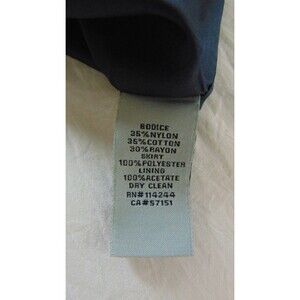 BODICE
35%NYLON
35%COTTON
30%RAYON
SKIRT
100%POLYESTER
LINING
100%ACETATE
DRY CLEAN
RN#114244
CA#57151